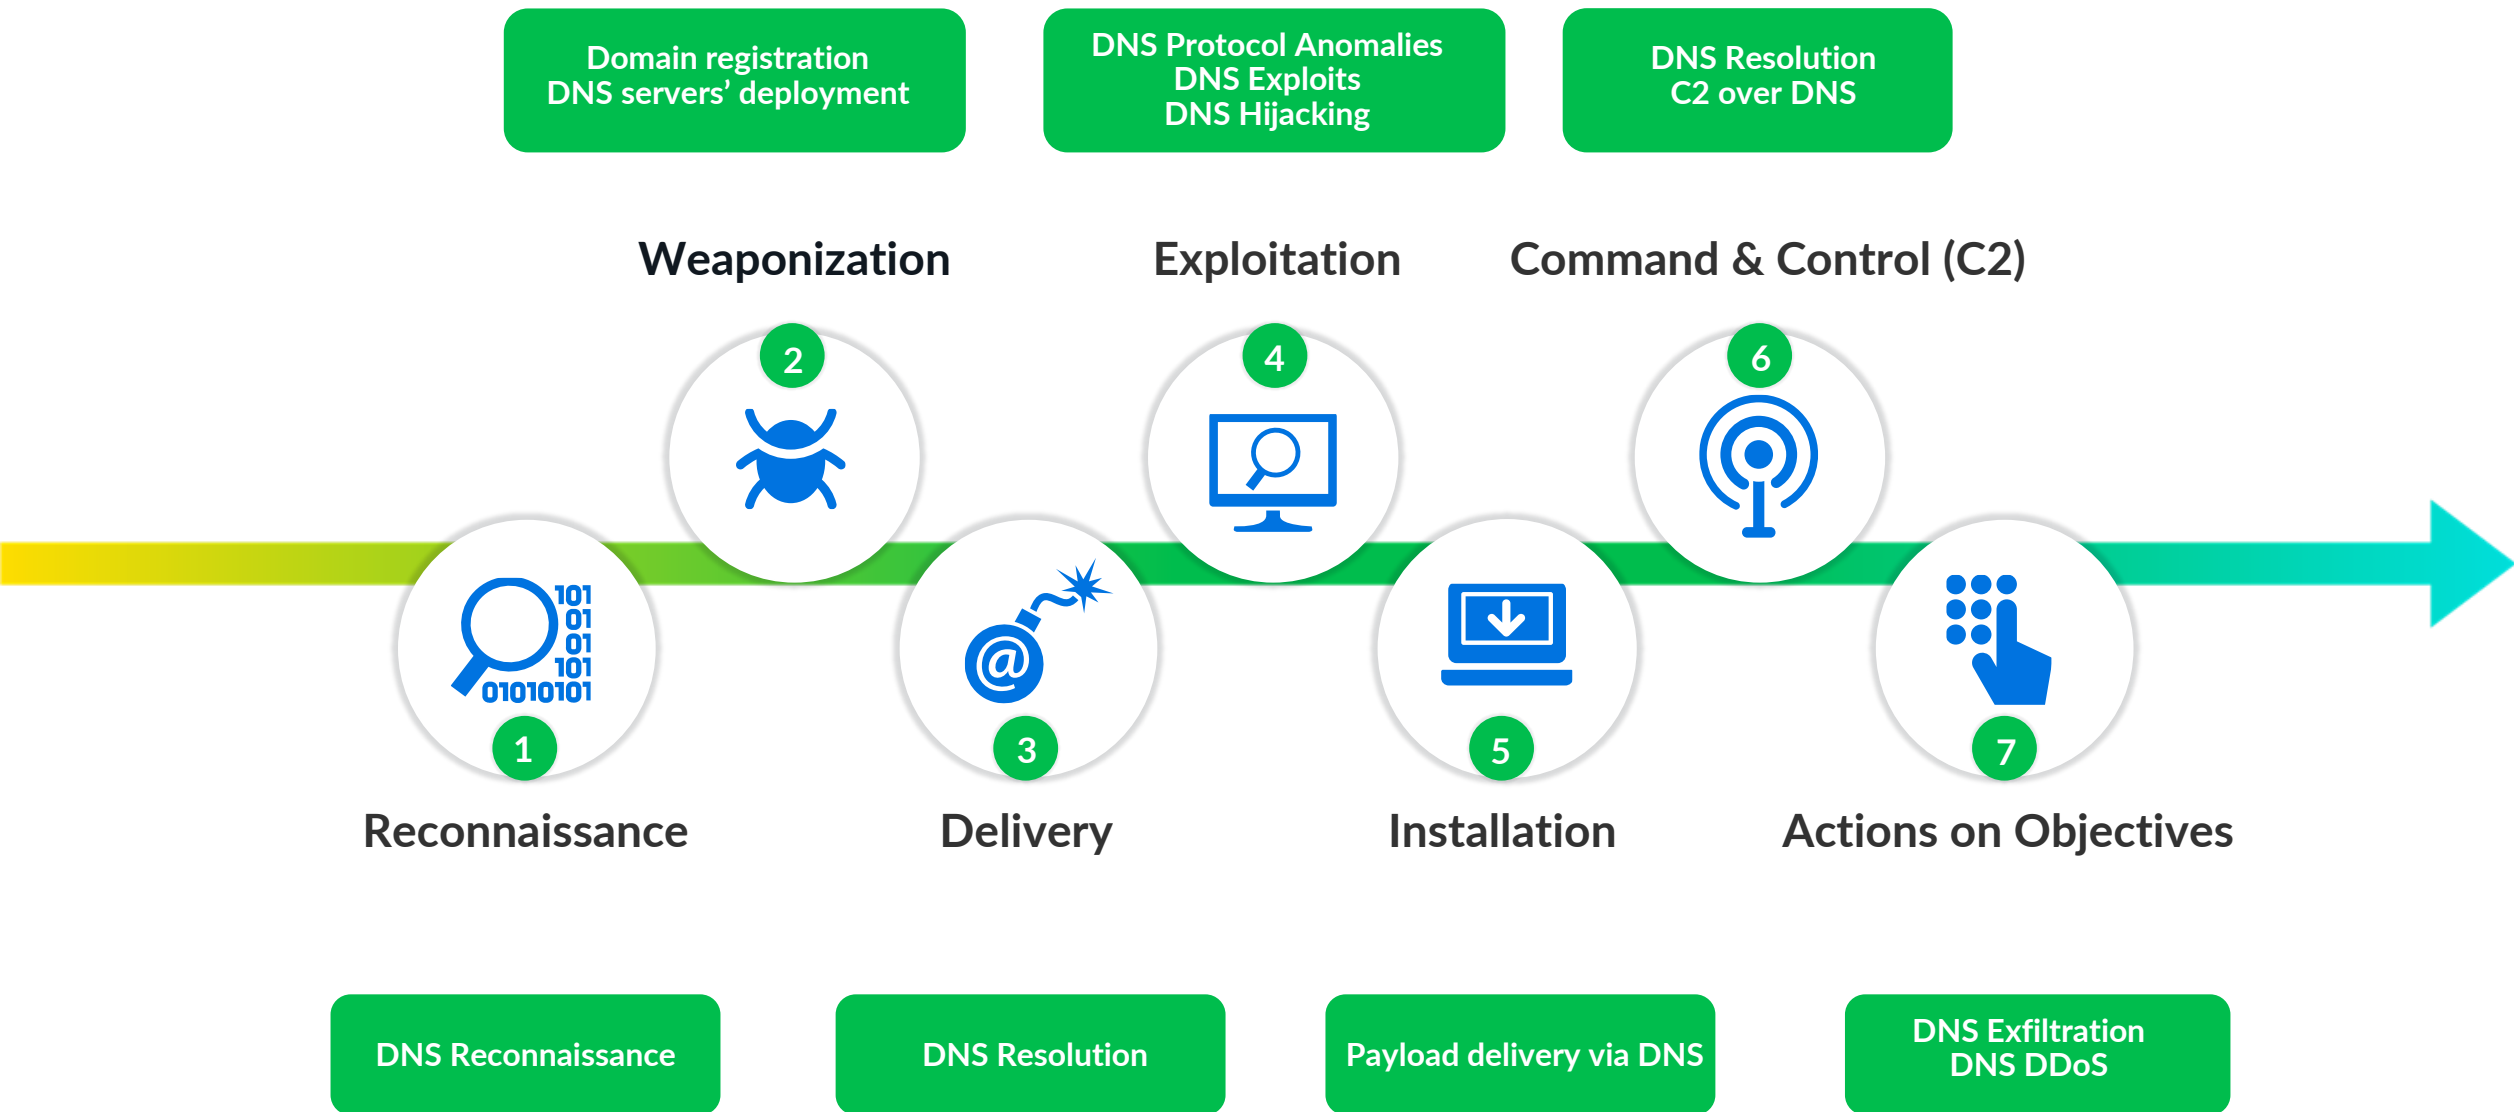 Domain registration
DNS servers’ deployment
DNS Protocol Anomalies
DNS Exploits
DNS Hijacking
DNS Resolution
C2 over DNS
Weaponization
Exploitation
Command & Control (C2)
2
4
6
101
01
01
101
01010101
@
1
3
5
7
Reconnaissance
Delivery
Installation
Actions on Objectives
DNS Reconnaissance
DNS Resolution
Payload delivery via DNS
DNS Exfiltration
DNS DDoS